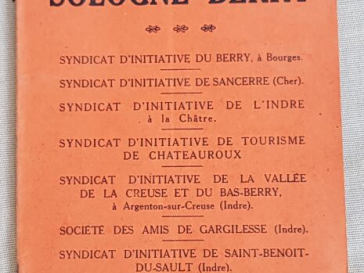 SOLOGNE-BERRY
SYNDICAT D'INITIATIVE DU BERRY, à Bourges.
SYNDICAT D'INITIATIVE DE SANCERRE (Cher).
SYNDICAT D'INITIATIVE DE L'INDRE
à la Châtre.
SYNDICAT D'INITIATIVE DE TOURISME
DE CHATEAUROUX
SYNDICAT D'INITIATIVE DE LA VALLÉE
DE LA CREUSE ET DU BAS-BERRY,
à Argenton-sur-Creuse (Indre).
SOCIÉTÉ DES AMIS DE GARGILESSE (Indre).
SYNDICAT D'INITIATIVE DE SAINT-BENOIT-
DU-SAULT (Indre).